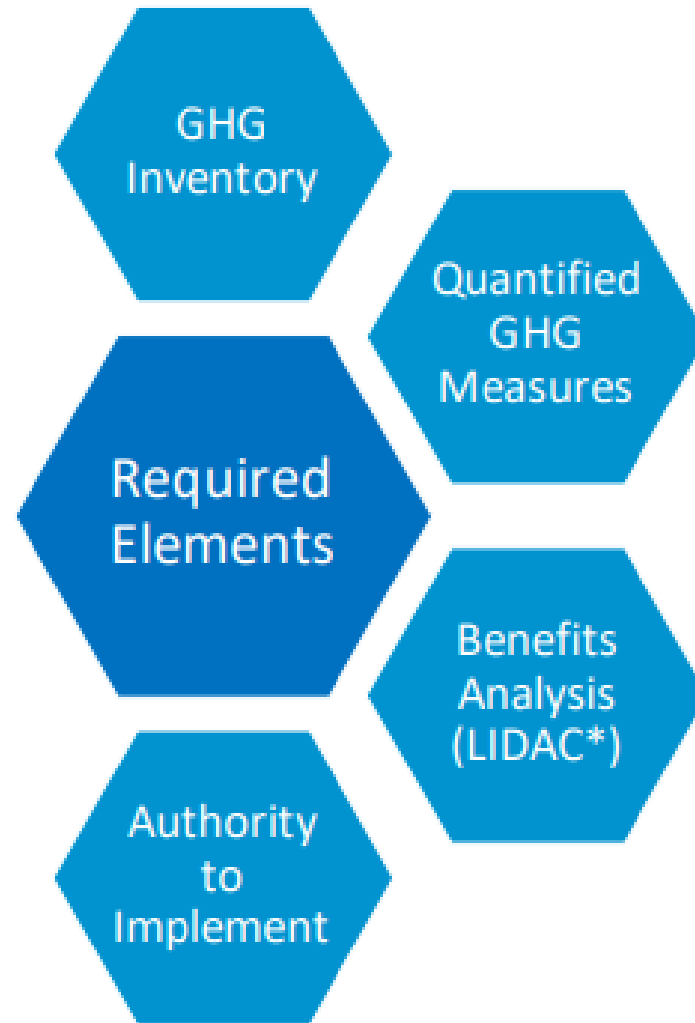 GHG
Inventory
Quantified
GHG
Measures
Required
Elements
Benefits
Analysis
(LIDAC*)
Authority
to
Implement